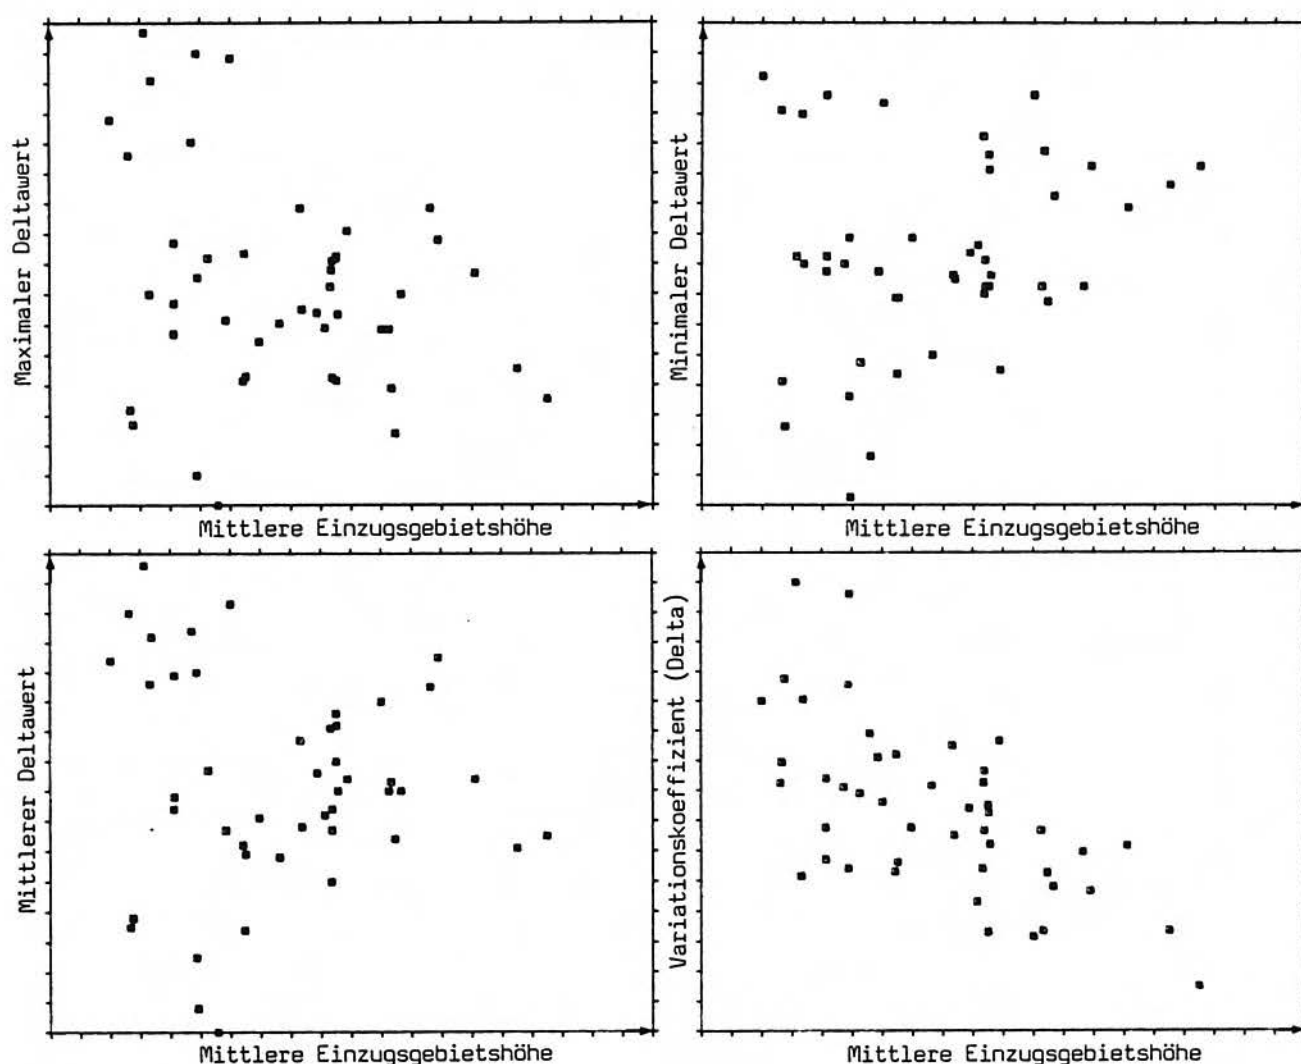 Maximaler Deltawert
Mittlere Einzugsgebietshöhe
Minimaler Deltawert
Mittlere Einzugsgebietshöhe
Mittlerer Deltawert
Mittlere Einzugsgebietshöhe
Variationskoeffizient (Delta)
Mittlere Einzugsgebietshöhe